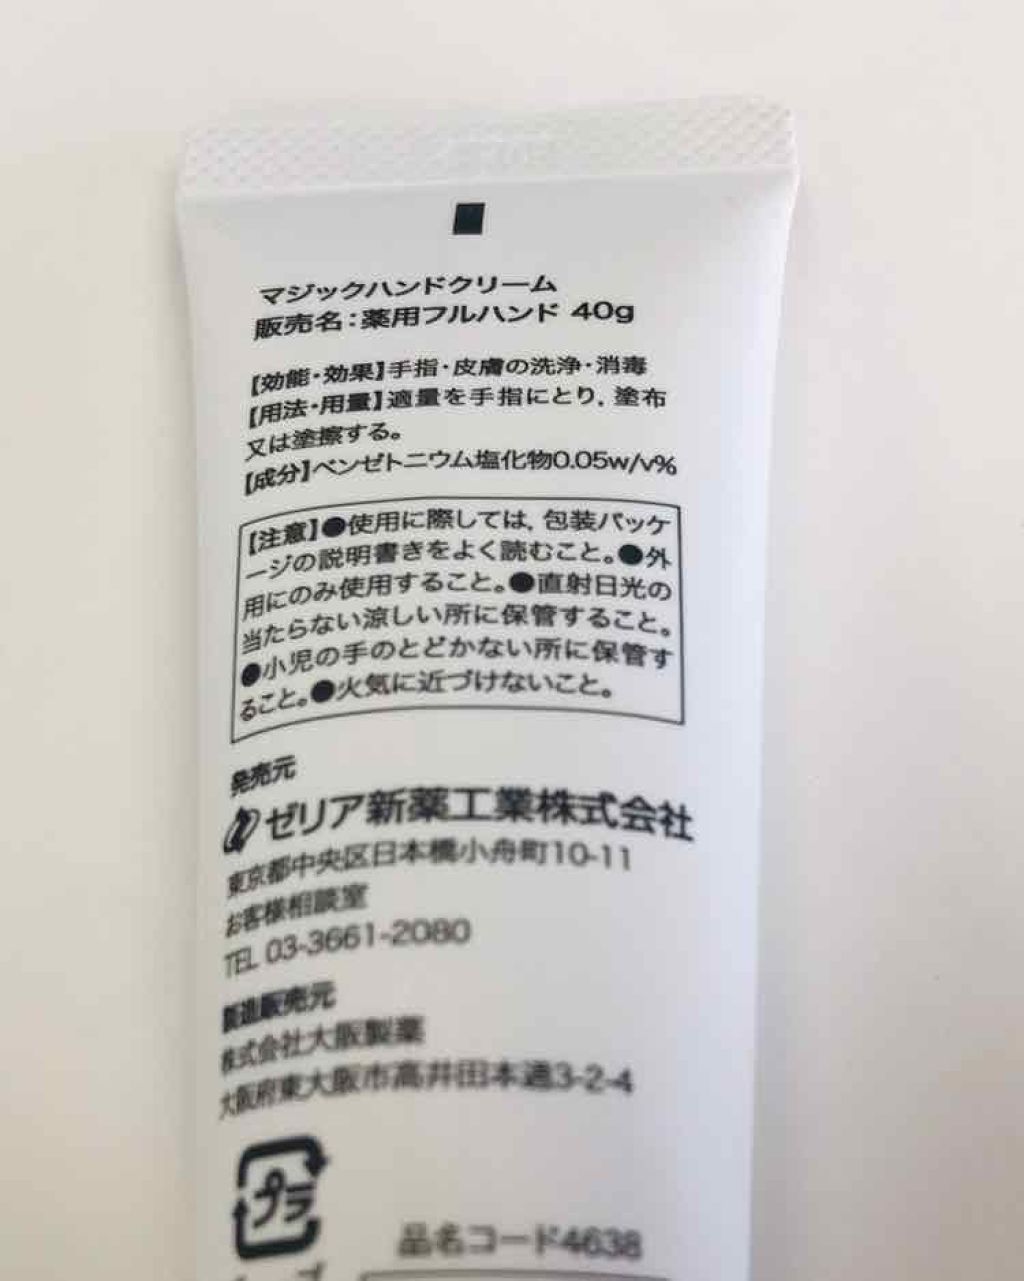 マジックハンドクリーム
販売名：薬用フルハンド 40g
【効能・効果】手指・皮膚の洗浄・消毒
【用法・用量】適量を手指にとり、塗布
又は塗擦する。
【成分】ベンゼトニウム塩化物0.05w/v%
【注意】●使用に際しては、包装パッケ
ージの説明書きをよく読むこと。●外
用にのみ使用すること。●直射日光の
当たらない涼しい所に保管すること。
●小児の手のとどかない所に保管す
ること。●火気に近づけないこと。
発売元
ゼリア新薬工業株式会社
東京都中央区日本橋小舟町10-11
お客様相談室
TEL 03-3661-2080
製造販売元
株式会社大阪製薬
大阪府東大阪市高井田本通3-2-4
プラ
品名コード4638